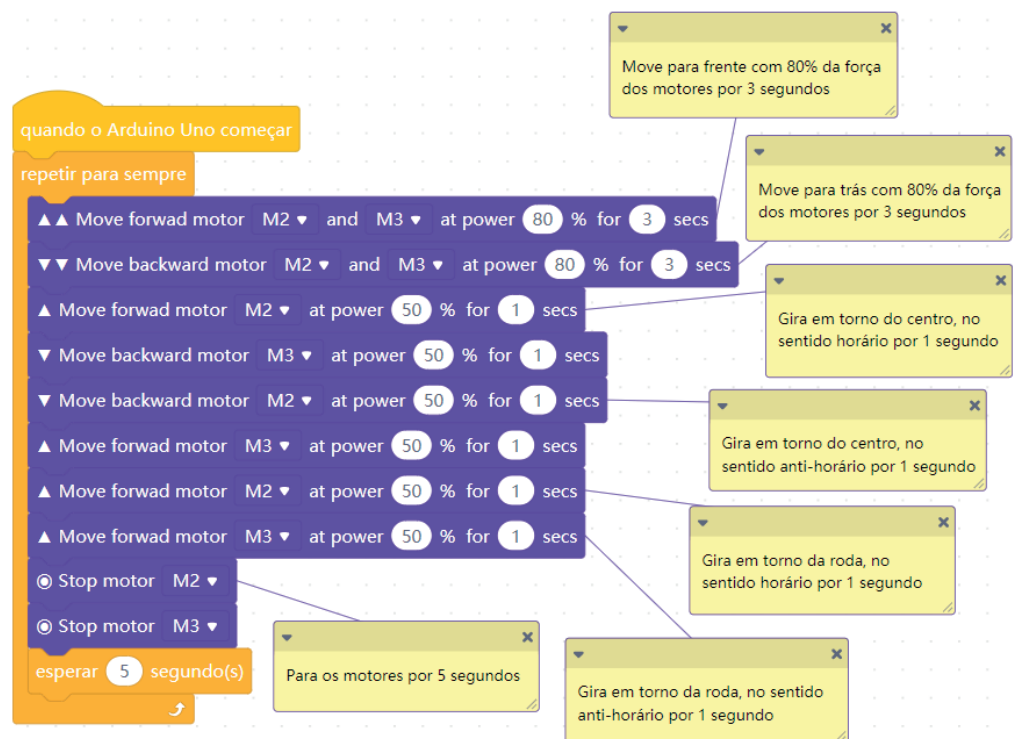 quando o Arduino Uno começar
repetir para sempre
Move forwad motor M2 and M3 at power 80 % for 3 secs
Move backward motor M2 and M3 at power 80 % for 3 secs
Move forwad motor M2 at power 50 % for 1 secs
Move backward motor M3 at power 50 % for 1 secs
Move backward motor M2 at power 50 % for 1 secs
Move forwad motor M3 at power 50 % for 1 secs
Move forwad motor M2 at power 50 % for 1 secs
Move forwad motor M3 at power 50 % for 1 secs
Stop motor M2
Stop motor M3
esperar 5 segundo(s)
Move para frente com 80% da força
dos motores por 3 segundos
Move para trás com 80% da força
dos motores por 3 segundos
Gira em torno do centro, no
sentido horário por 1 segundo
Gira em torno do centro, no
sentido anti-horário por 1 segundo
Gira em torno da roda, no
sentido horário por 1 segundo
Gira em torno da roda, no sentido
anti-horário por 1 segundo
Para os motores por 5 segundos